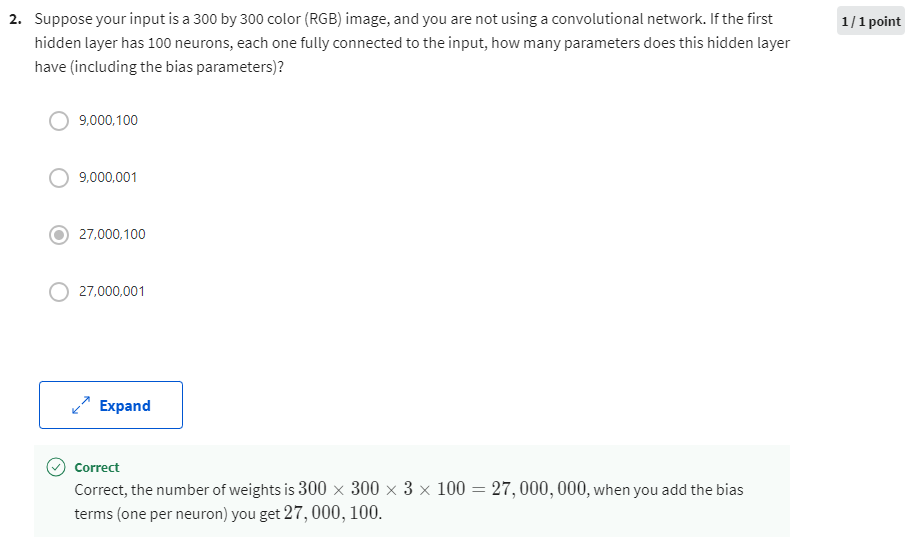 2. Suppose your input is a 300 by 300 color (RGB) image, and you are not using a convolutional network. If the first
1 / 1 point
hidden layer has 100 neurons, each one fully connected to the input, how many parameters does this hidden layer
have (including the bias parameters)?
9,000,100
9,000,001
27,000,100
27,000,001
Expand
Correct
Correct, the number of weights is 300 × 300 × 3 × 100 = 27, 000, 000, when you add the bias
terms (one per neuron) you get 27, 000, 100.